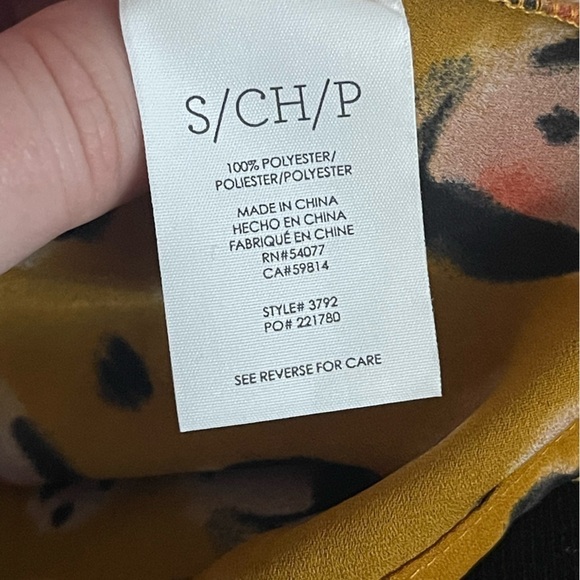 S/CH/P
100% POLYESTER/
POLIESTER/POLYESTER
MADE IN CHINA
HECHO EN CHINA
FABRIQUÉ EN CHINE
RN#54077
CA#59814
STYLE# 3792
PO# 221780
SEE REVERSE FOR CARE